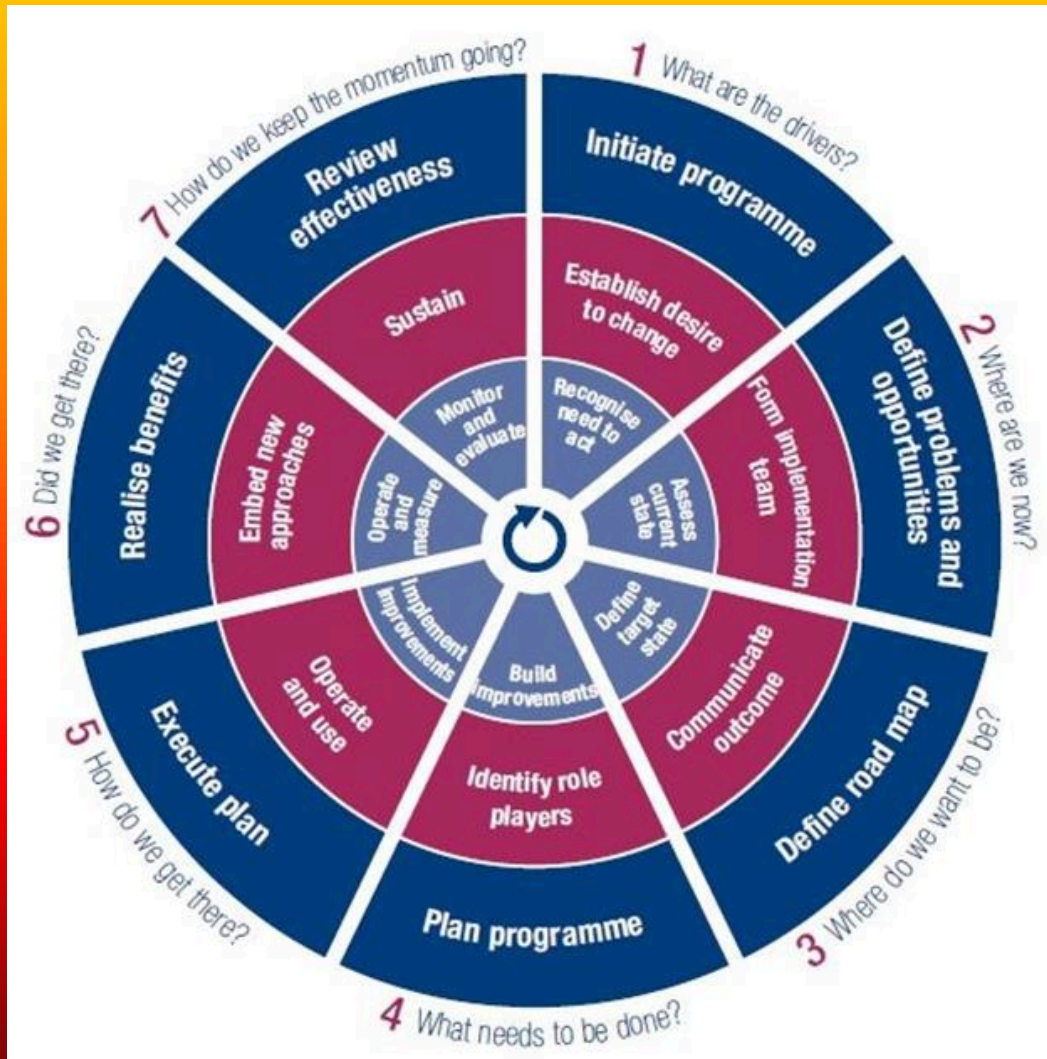 1 What are the drivers?
Initiate programme
Establish desire
to change
Recognise
need to
act
2 Where are we now?
Define problems and
opportunities
Form implementation
team
Assess
current
state
3 Where do we want to be?
Define road map
Communicate
outcome
Define
target
state
4 What needs to be done?
Plan programme
Identify role
players
Build
improvements
5 How do we get there?
Execute plan
Operate
and use
Implement
improvements
6 Did we get there?
Realise benefits
Embed new
approaches
Operate
and
measure
7 How do we keep the momentum going?
Review
effectiveness
Sustain
Monitor
and
evaluate